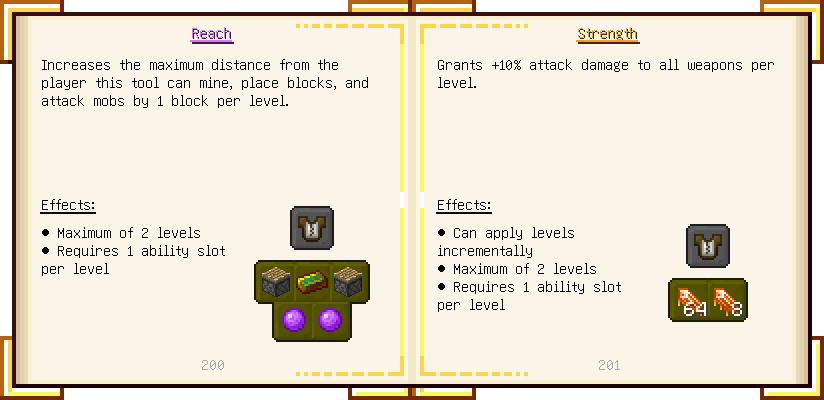 Reach
Increases the maximum distance from the
player this tool can mine, place blocks, and
attack mobs by 1 block per level.
Effects:
● Maximum of 2 levels
● Requires 1 ability slot
per level
200
Strength
Grants +10% attack damage to all weapons per
level.
Effects:
● Can apply levels
incrementally
● Maximum of 2 levels
● Requires 1 ability slot
per level
64 8
201